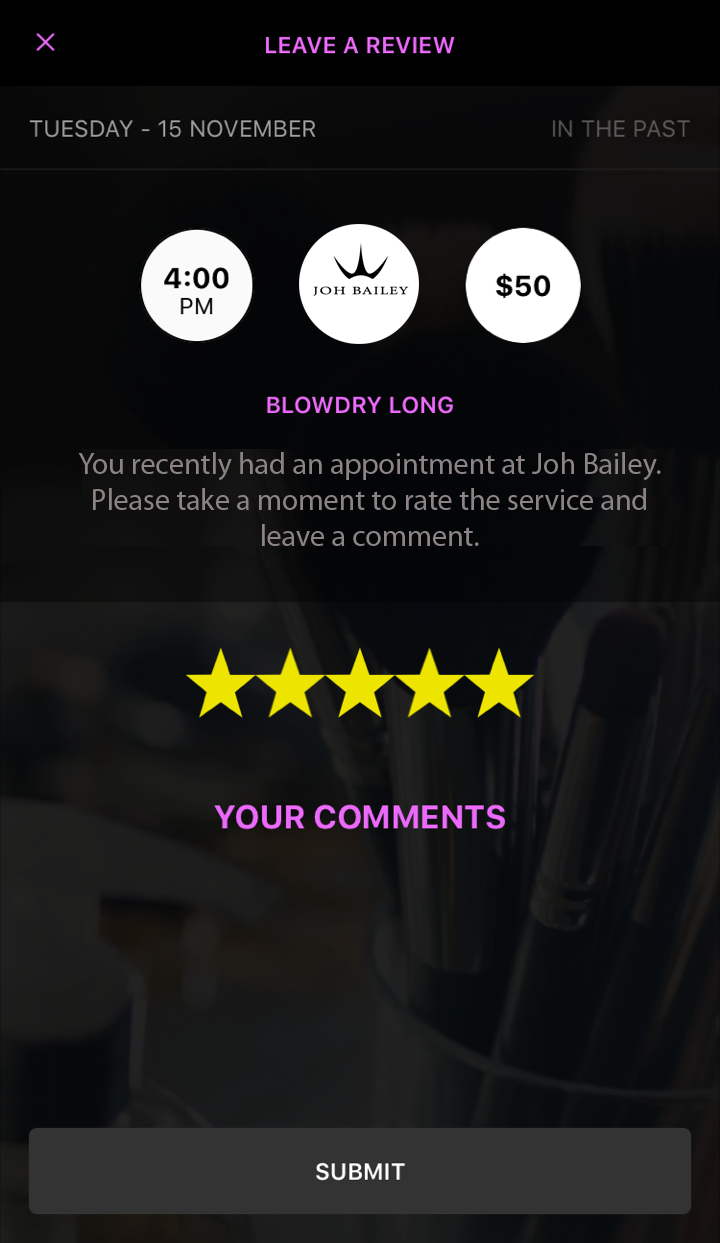 LEAVE A REVIEW
TUESDAY - 15 NOVEMBER IN THE PAST
4:00
PM
JOH BAILEY
$50
BLOWDRY LONG
You recently had an appointment at Joh Bailey.
Please take a moment to rate the service and
leave a comment.
YOUR COMMENTS
SUBMIT